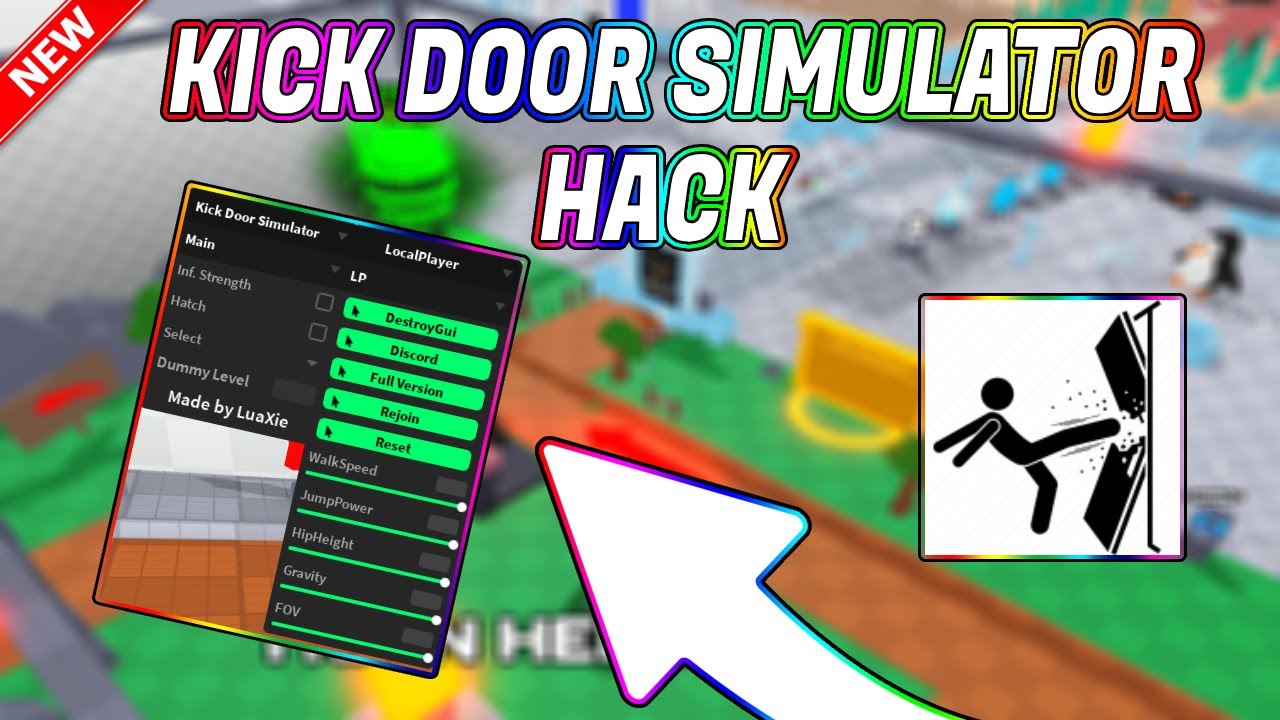 NEW
KICK DOOR SIMULATOR
HACK
Kick Door Simulator
Main
Inf. Strength
Hatch
Select
Dummy Level
Made by LuaXie
LocalPlayer
LP
DestroyGui
Discord
Full Version
Rejoin
Reset
WalkSpeed
JumpPower
HipHeight
Gravity
FOV